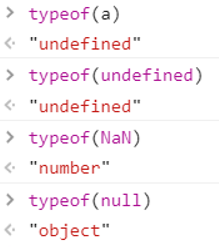 > typeof(a)
<· "undefined"
> typeof(undefined)
<· "undefined"
> typeof(NaN)
<· "number"
> typeof(null)
<· "object"